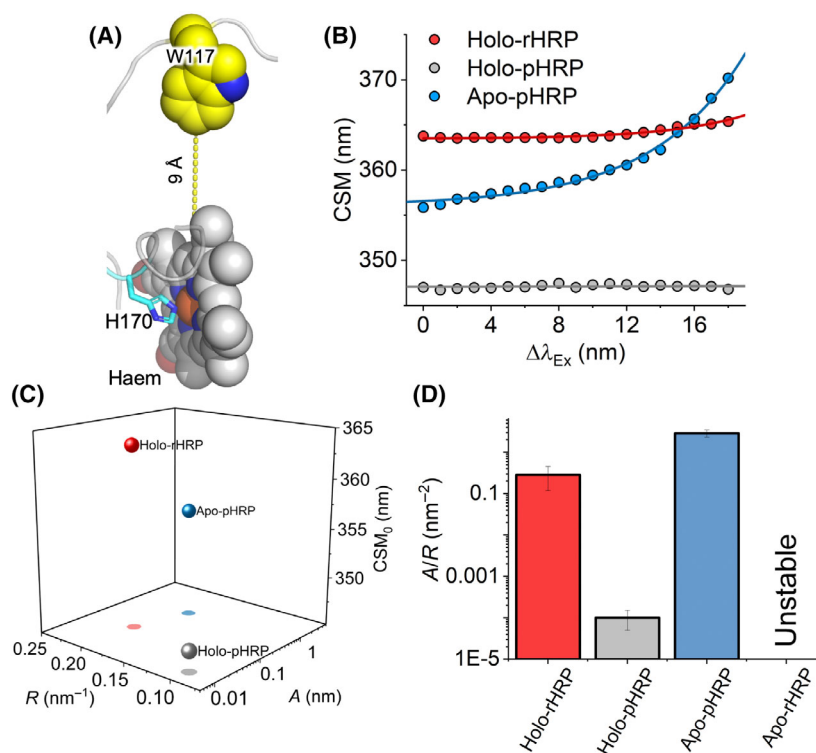 (A)
W117
9 Å
H170
Haem
(B)
Holo-rHRP
Holo-pHRP
Apo-pHRP
CSM (nm)
370
360
350
0 4 8 12 16
ΔλEx (nm)
(C)
Holo-rHRP
Apo-pHRP
Holo-pHRP
365
360
355
350
CSM₀ (nm)
0.25
0.20
0.15
0.10
R (nm⁻¹)
0.01
0.1
1
A (nm)
(D)
A/R (nm⁻²)
0.1
0.001
1E-5
Unstable
Holo-rHRP
Holo-pHRP
Apo-pHRP
Apo-rHRP